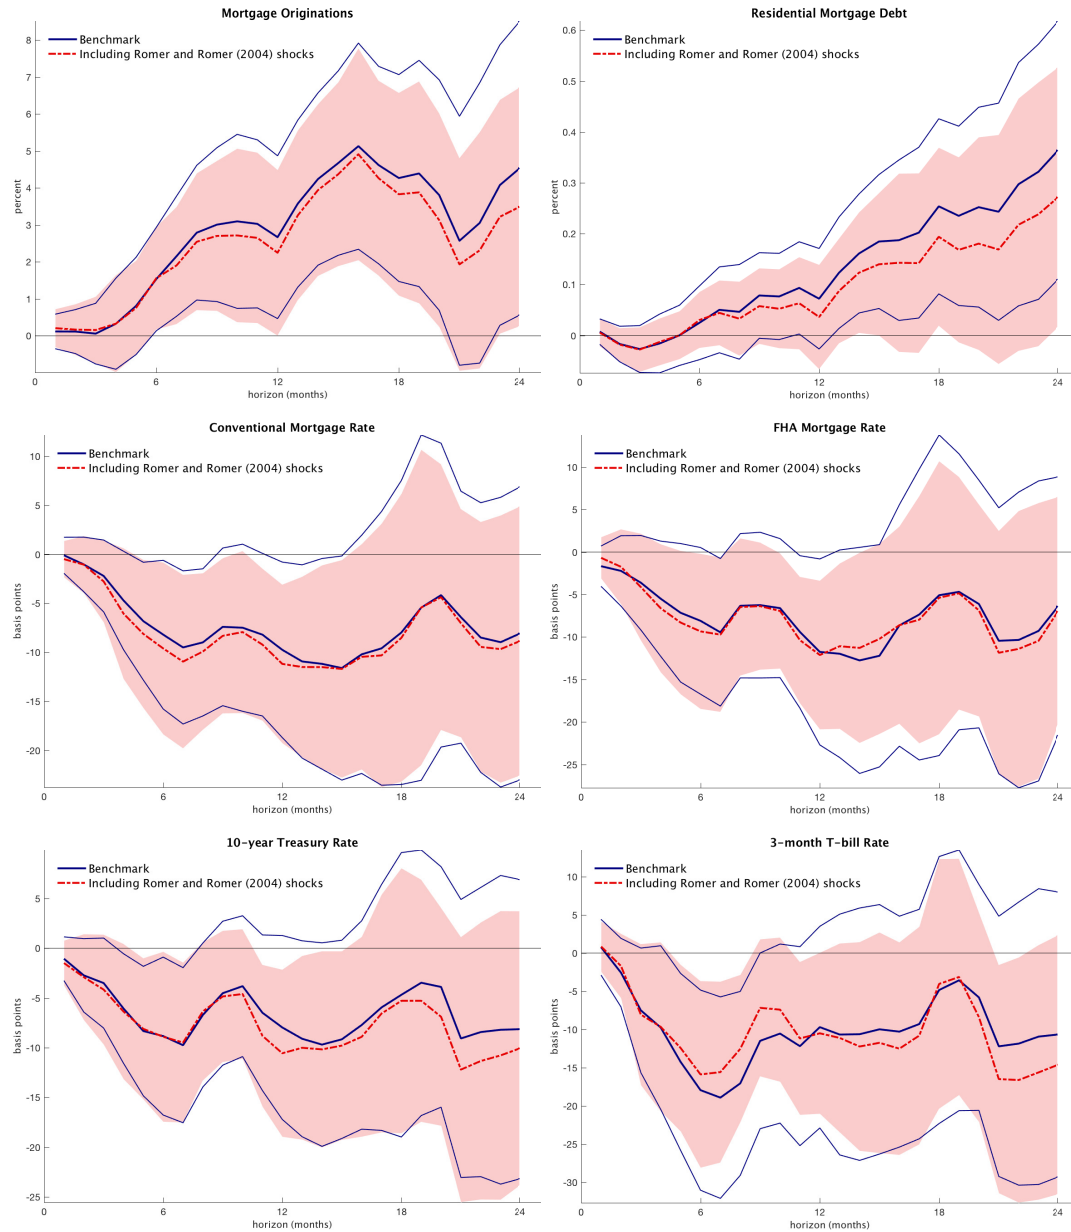 Mortgage Originations
Benchmark
Including Romer and Romer (2004) shocks
percent
8
7
6
5
4
3
2
1
0
0 6 12 18 24
horizon (months)
Residential Mortgage Debt
Benchmark
Including Romer and Romer (2004) shocks
percent
0.6
0.5
0.4
0.3
0.2
0.1
0
0 6 12 18 24
horizon (months)
Conventional Mortgage Rate
Benchmark
Including Romer and Romer (2004) shocks
basis points
10
5
0
-5
-10
-15
-20
0 6 12 18 24
horizon (months)
FHA Mortgage Rate
Benchmark
Including Romer and Romer (2004) shocks
basis points
10
5
0
-5
-10
-15
-20
-25
0 6 12 18 24
horizon (months)
10-year Treasury Rate
Benchmark
Including Romer and Romer (2004) shocks
basis points
5
0
-5
-10
-15
-20
-25
0 6 12 18 24
horizon (months)
3-month T-bill Rate
Benchmark
Including Romer and Romer (2004) shocks
basis points
10
5
0
-5
-10
-15
-20
-25
-30
0 6 12 18 24
horizon (months)